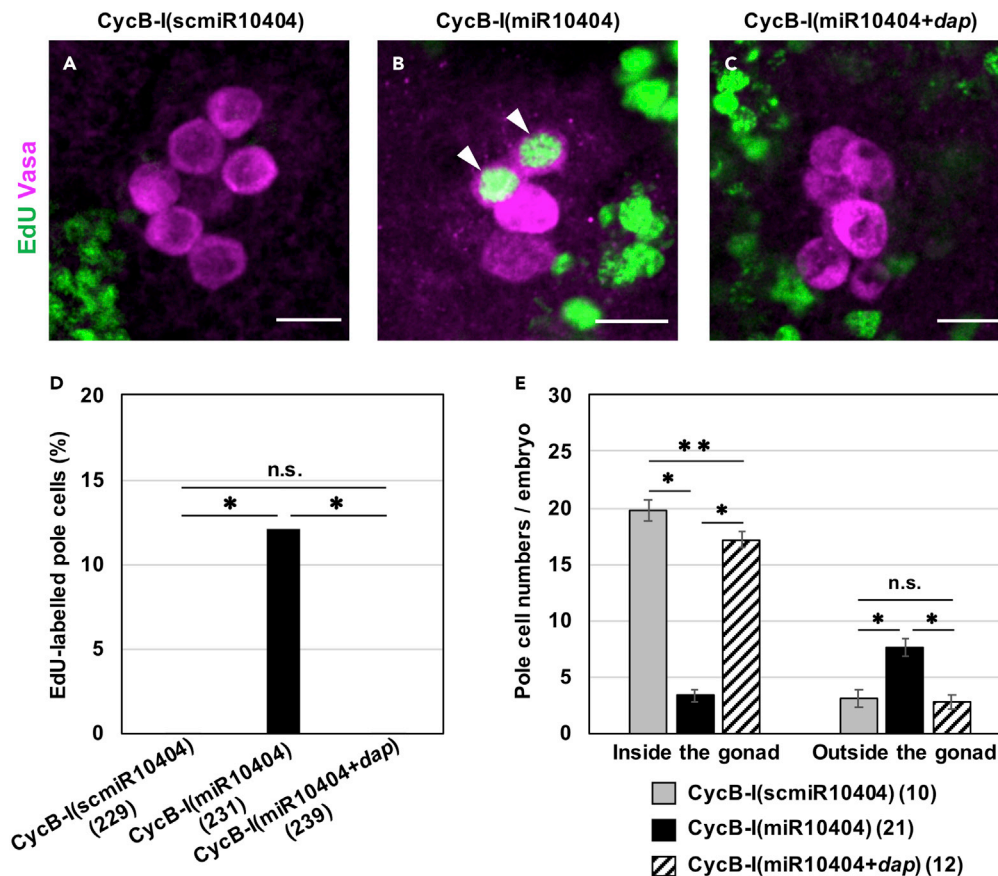 CycB-I(scmiR10404)
CycB-I(miR10404)
CycB-I(miR10404+dap)
A
B
C
EdU Vasa
D
EdU-labelled pole cells (%)
20
15
10
5
0
n.s.
*
*
CycB-I(scmiR10404)
(229)
CycB-I(miR10404)
(231)
CycB-I(miR10404+dap)
(239)
E
Pole cell numbers / embryo
30
25
20
15
10
5
0
**
*
*
n.s.
*
*
Inside the gonad
Outside the gonad
CycB-I(scmiR10404) (10)
CycB-I(miR10404) (21)
CycB-I(miR10404+dap) (12)